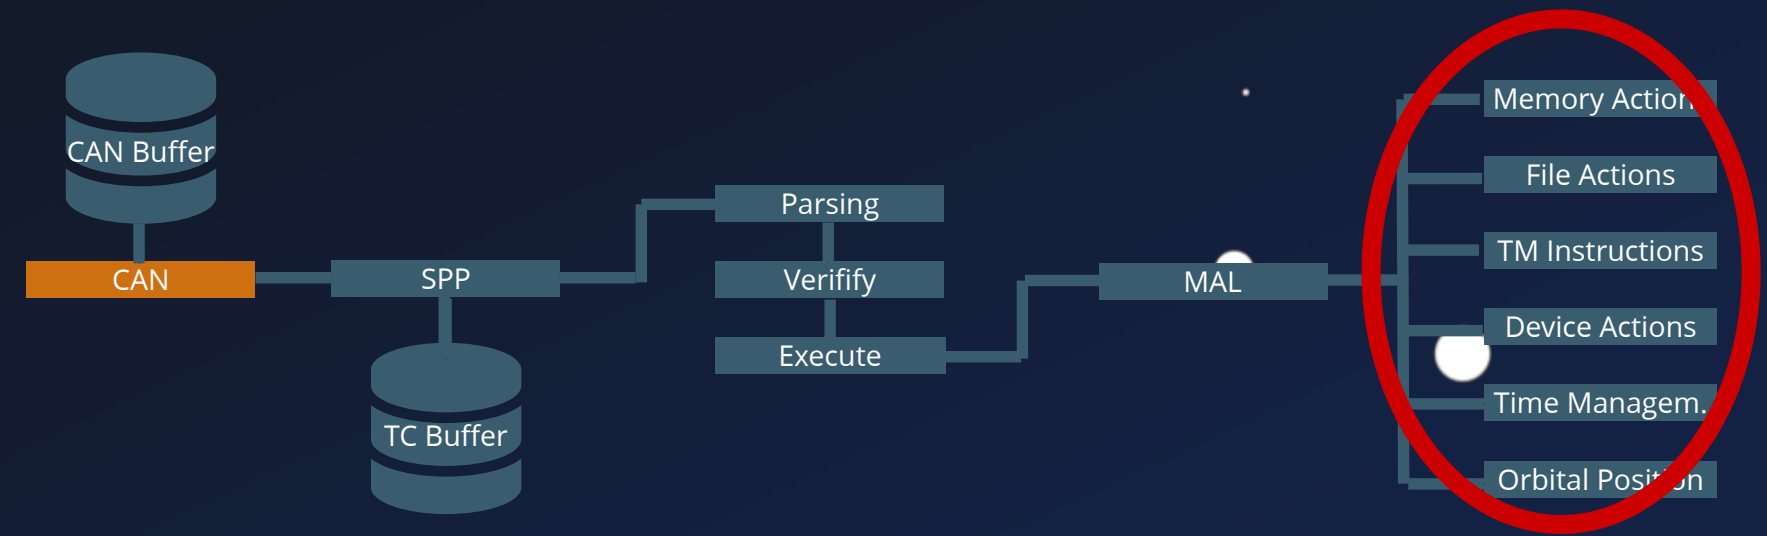 CAN Buffer
CAN
SPP
TC Buffer
Parsing
Verifify
Execute
MAL
Memory Action
File Actions
TM Instructions
Device Actions
Time Managem.
Orbital Position